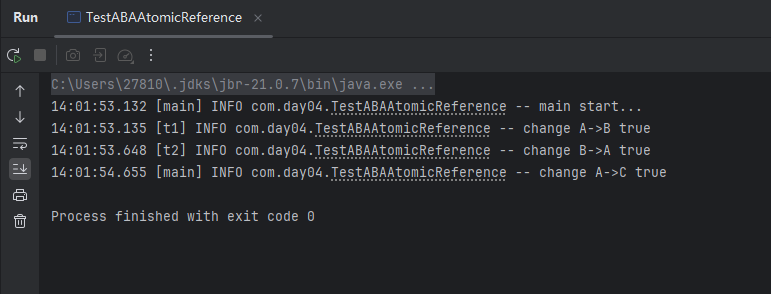 Run TestABAAtomicReference
C:\Users\27810\.jdks\jbr-21.0.7\bin\java.exe ...
14:01:53.132 [main] INFO com.day04.TestABAAtomicReference -- main start...
14:01:53.135 [t1] INFO com.day04.TestABAAtomicReference -- change A->B true
14:01:53.648 [t2] INFO com.day04.TestABAAtomicReference -- change B->A true
14:01:54.655 [main] INFO com.day04.TestABAAtomicReference -- change A->C true
Process finished with exit code 0